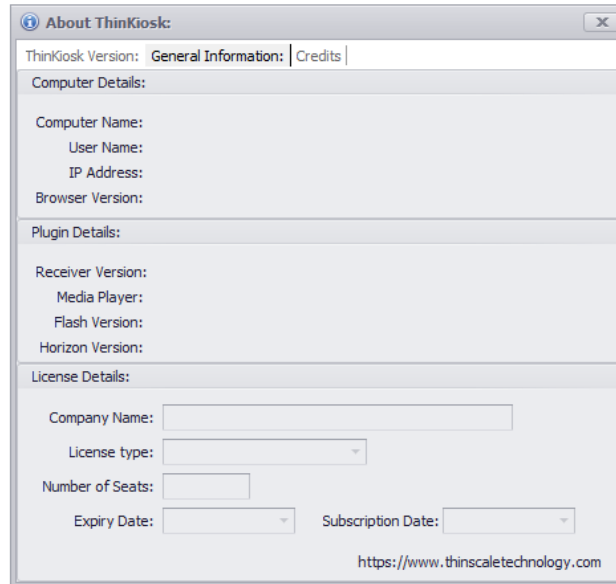 About ThinKiosk:
ThinKiosk Version: General Information: Credits
Computer Details:
Computer Name:
User Name:
IP Address:
Browser Version:
Plugin Details:
Receiver Version:
Media Player:
Flash Version:
Horizon Version:
License Details:
Company Name:
License type:
Number of Seats:
Expiry Date: Subscription Date:
https://www.thinscaletechnology.com